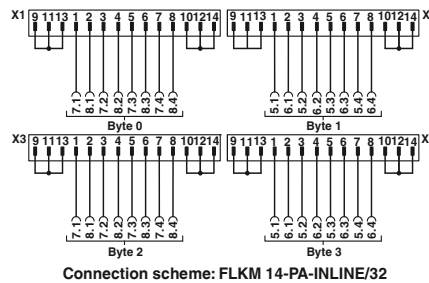 X1 9 11 13 1 2 3 4 5 6 7 8 10 12 14
9 11 13 1 2 3 4 5 6 7 8 10 12 14 X
7.1 8.1 7.2 8.2 7.3 8.3 7.4 8.4
5.1 6.1 5.2 6.2 5.3 6.3 5.4 6.4
Byte 0
Byte 1
X3 9 11 13 1 2 3 4 5 6 7 8 10 12 14
9 11 13 1 2 3 4 5 6 7 8 10 12 14 X
7.1 8.1 7.2 8.2 7.3 8.3 7.4 8.4
5.1 6.1 5.2 6.2 5.3 6.3 5.4 6.4
Byte 2
Byte 3
Connection scheme: FLKM 14-PA-INLINE/32